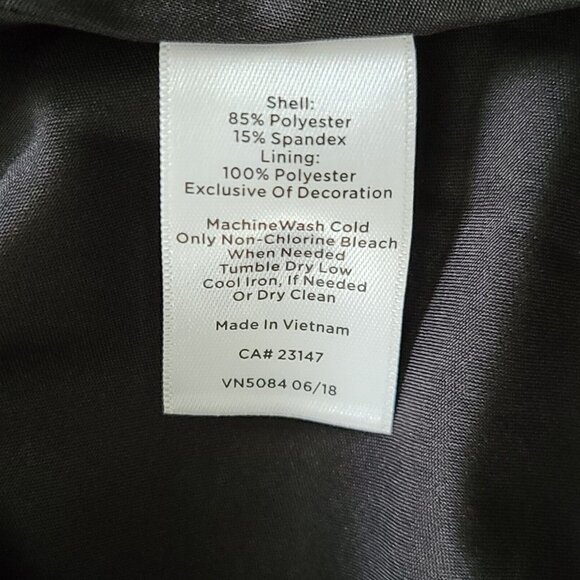 Shell:
85% Polyester
15% Spandex
Lining:
100% Polyester
Exclusive Of Decoration
MachineWash Cold
Only Non-Chlorine Bleach
When Needed
Tumble Dry Low
Cool Iron, If Needed
Or Dry Clean
Made In Vietnam
CA# 23147
VN5084 06/18